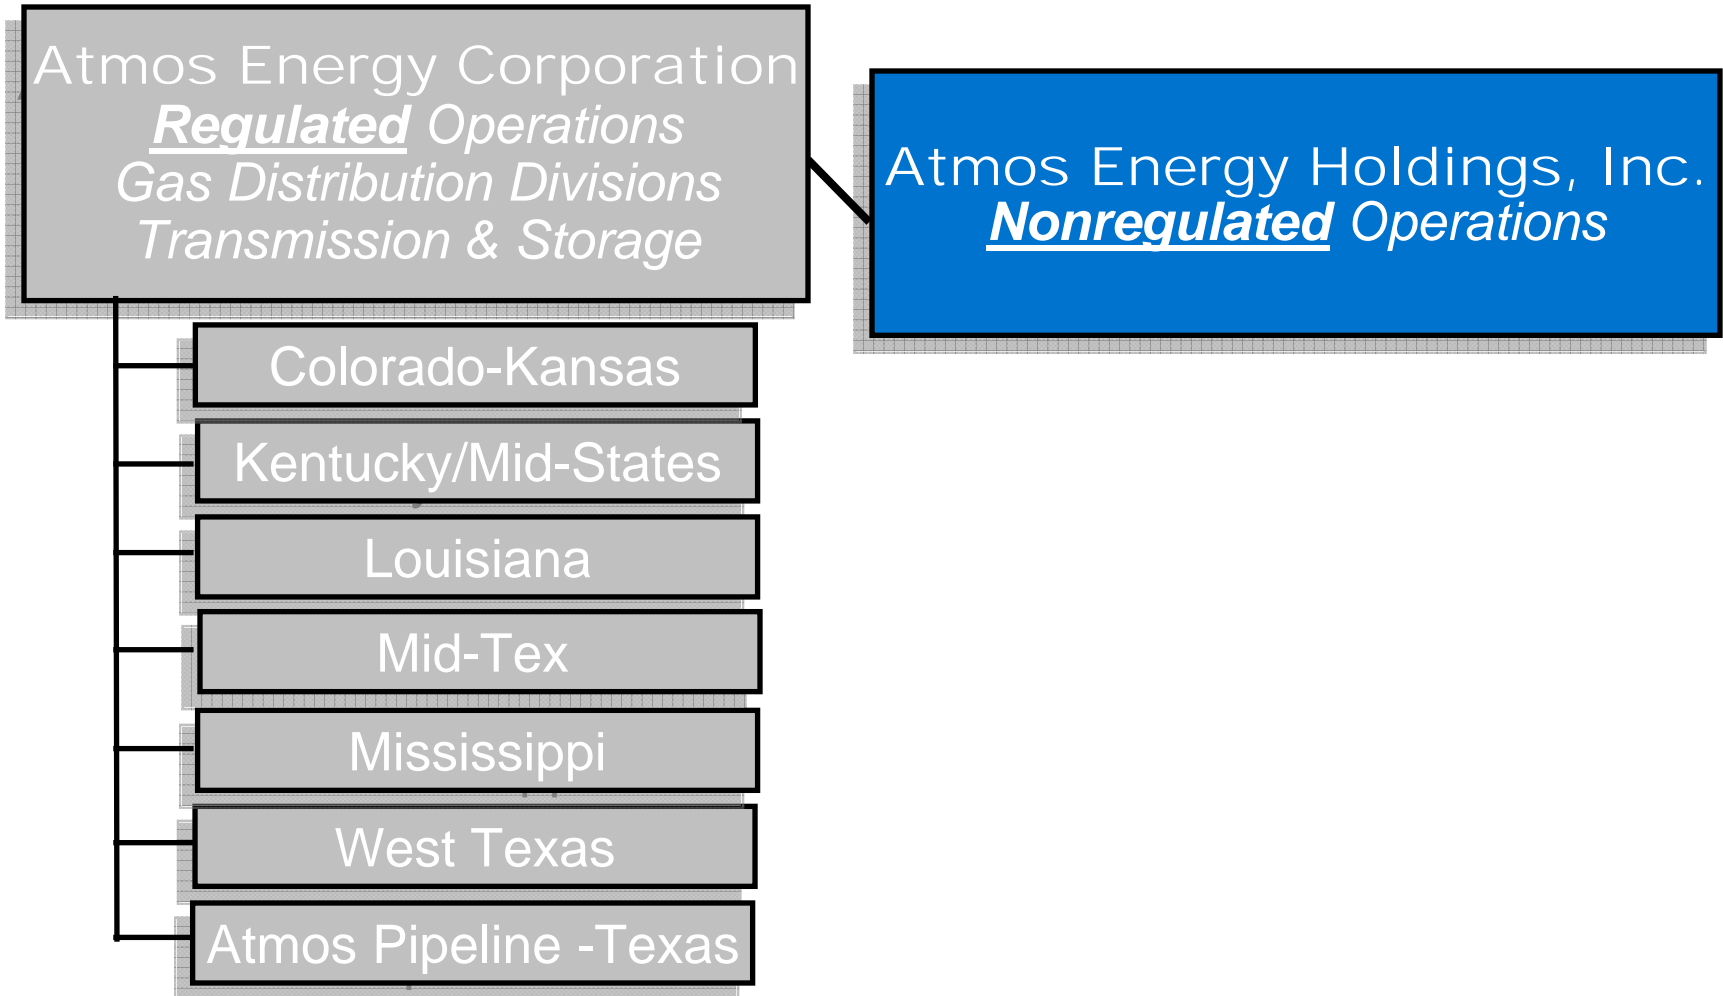 Atmos Energy Corporation
Regulated Operations
Gas Distribution Divisions
Transmission & Storage
Atmos Energy Holdings, Inc.
Nonregulated Operations
Colorado-Kansas
Kentucky/Mid-States
Louisiana
Mid-Tex
Mississippi
West Texas
Atmos Pipeline -Texas